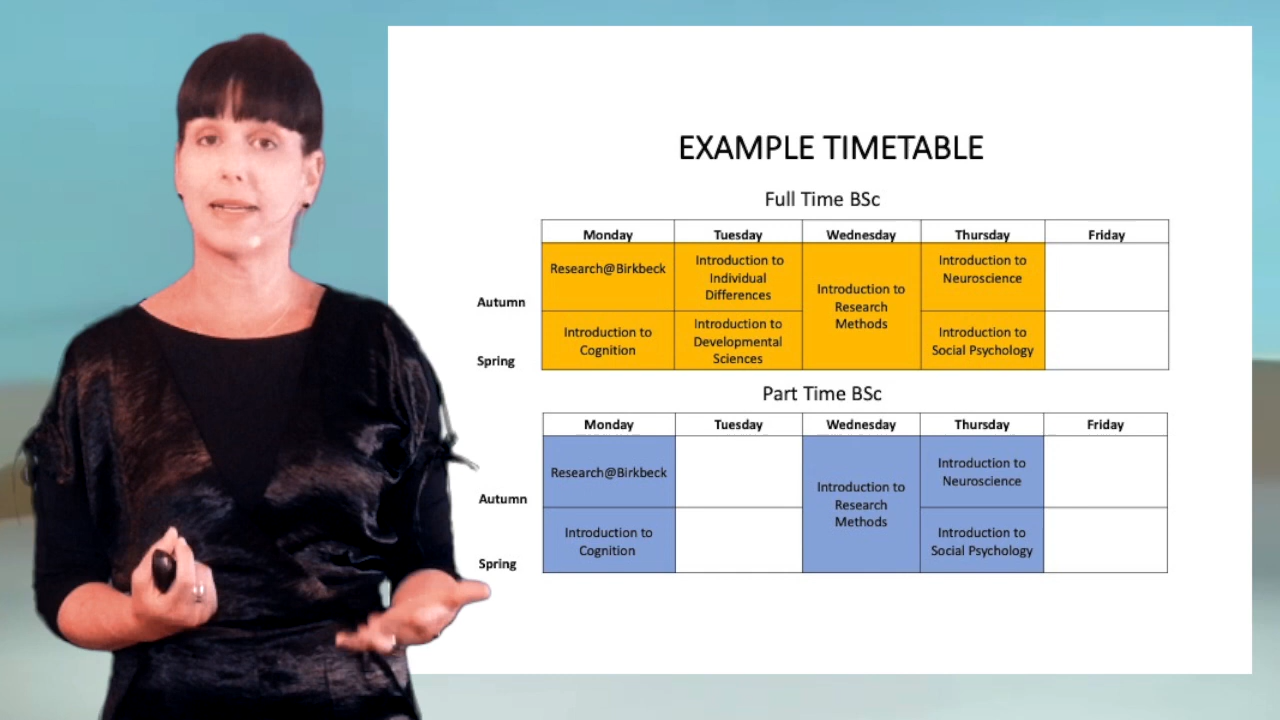 EXAMPLE TIMETABLE
Full Time BSc
Monday Tuesday Wednesday Thursday Friday
Autumn
Research@Birkbeck
Introduction to
Individual
Differences
Introduction to
Research
Methods
Introduction to
Neuroscience
Spring
Introduction to
Cognition
Introduction to
Developmental
Sciences
Introduction to
Social Psychology
Part Time BSc
Monday Tuesday Wednesday Thursday Friday
Autumn
Research@Birkbeck
Introduction to
Research
Methods
Introduction to
Neuroscience
Spring
Introduction to
Cognition
Introduction to
Social Psychology